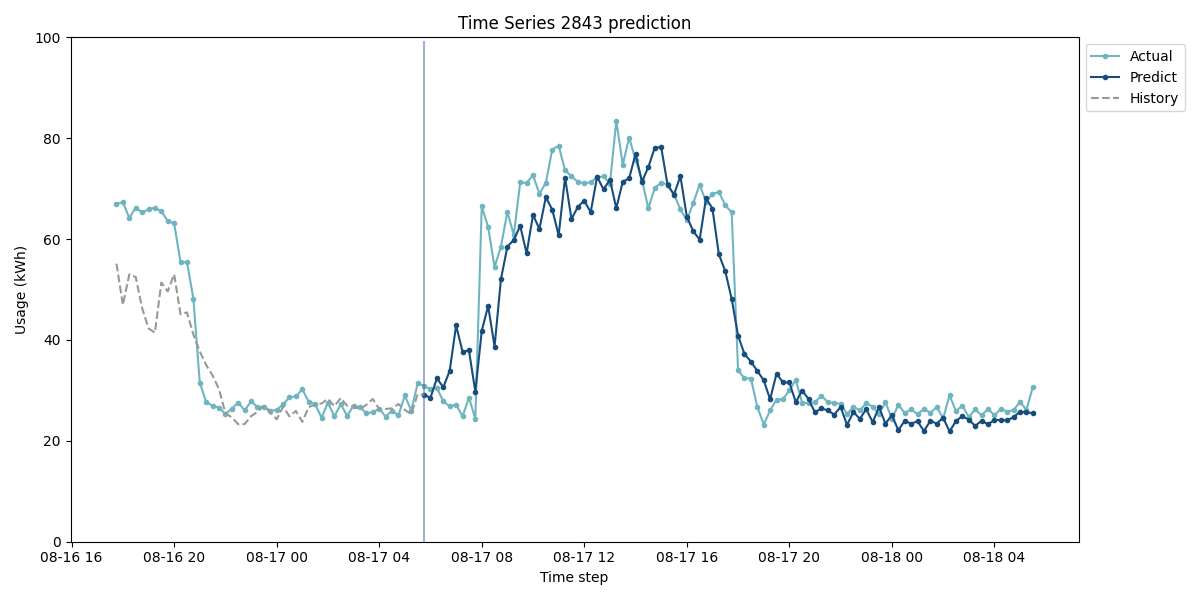 Time Series 2843 prediction
100
80
60
40
20
0
Usage (kWh)
08-16 16
08-16 20
08-17 00
08-17 04
08-17 08
08-17 12
08-17 16
08-17 20
08-18 00
08-18 04
Time step
Actual
Predict
History